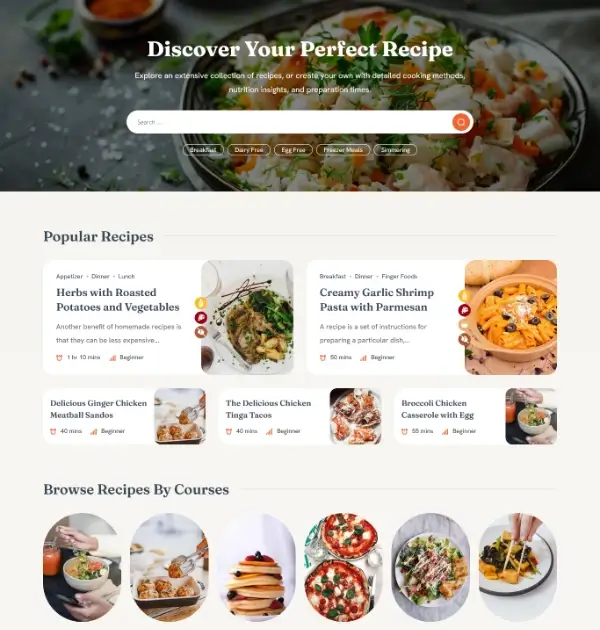 Discover Your Perfect Recipe
Explore an extensive collection of recipes, or create your own with detailed cooking methods,
nutrition insights, and preparation times.
Search ...
Breakfast
Dairy Free
Egg Free
Freezer Meals
Simmering
Popular Recipes
Appetizer • Dinner • Lunch
Herbs with Roasted
Potatoes and Vegetables
Another benefit of homemade recipes is
that they can be less expensive...
1 hr 10 mins Beginner
Breakfast • Dinner • Finger Foods
Creamy Garlic Shrimp
Pasta with Parmesan
A recipe is a set of instructions for
preparing a particular dish,...
50 mins Beginner
Delicious Ginger Chicken
Meatball Sandos
40 mins Beginner
The Delicious Chicken
Tinga Tacos
40 mins Beginner
Broccoli Chicken
Casserole with Egg
55 mins Beginner
Browse Recipes By Courses